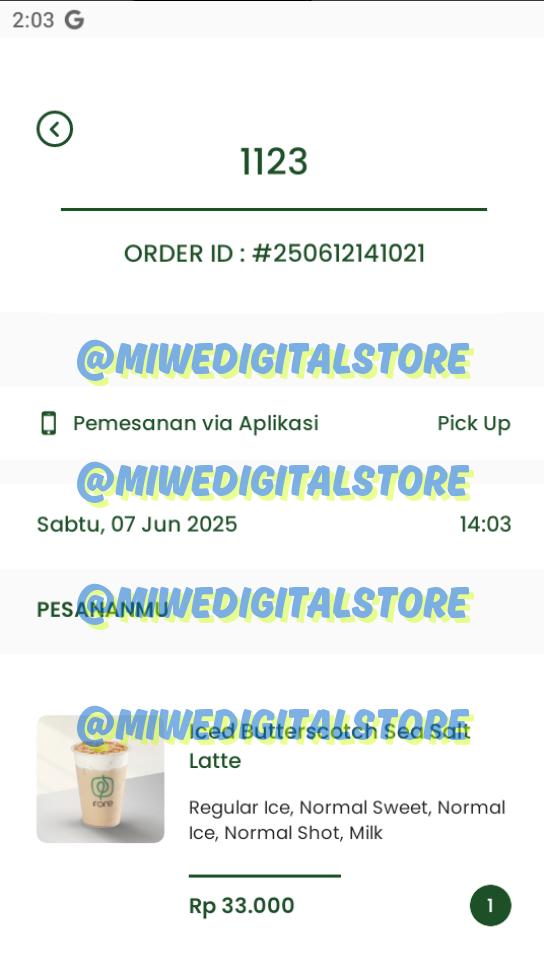 2:03 G
1123
ORDER ID : #250612141021
@MIWEDIGITALSTORE
Pemesanan via Aplikasi Pick Up
@MIWEDIGITALSTORE
Sabtu, 07 Jun 2025 14:03
@MIWEDIGITALSTORE
PESANANMU
@MIWEDIGITALSTORE
Iced Butterscotch Sea Salt
Latte
fore
Regular Ice, Normal Sweet, Normal
Ice, Normal Shot, Milk
Rp 33.000 1